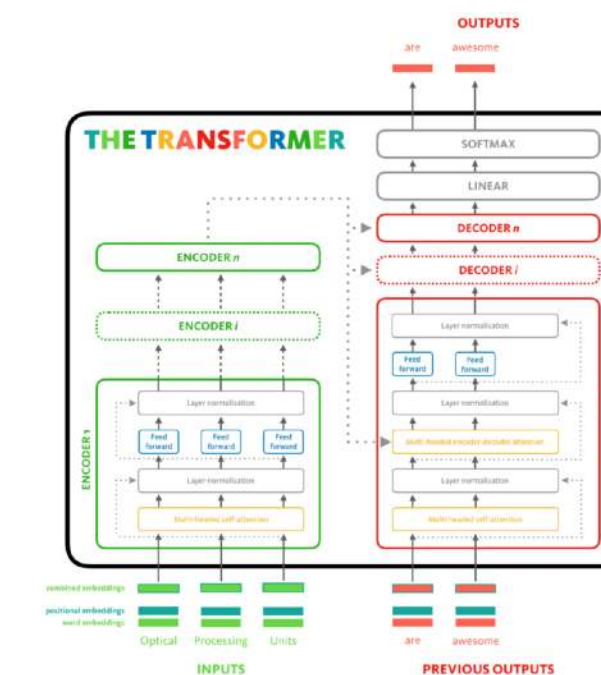 OUTPUTS
are awesome
THE TRANSFORMER
SOFTMAX
LINEAR
DECODER n
DECODER i
Layer normalisation
Feed forward Feed forward
Layer normalisation
Multi-headed encoder-decoder attention
Layer normalisation
Multi-headed self-attention
ENCODER n
ENCODER i
ENCODER 1
Layer normalisation
Feed forward Feed forward Feed forward
Layer normalisation
Multi-headed self-attention
combined embeddings
positional embeddings
word embeddings
Optical Processing Units
INPUTS
are awesome
PREVIOUS OUTPUTS